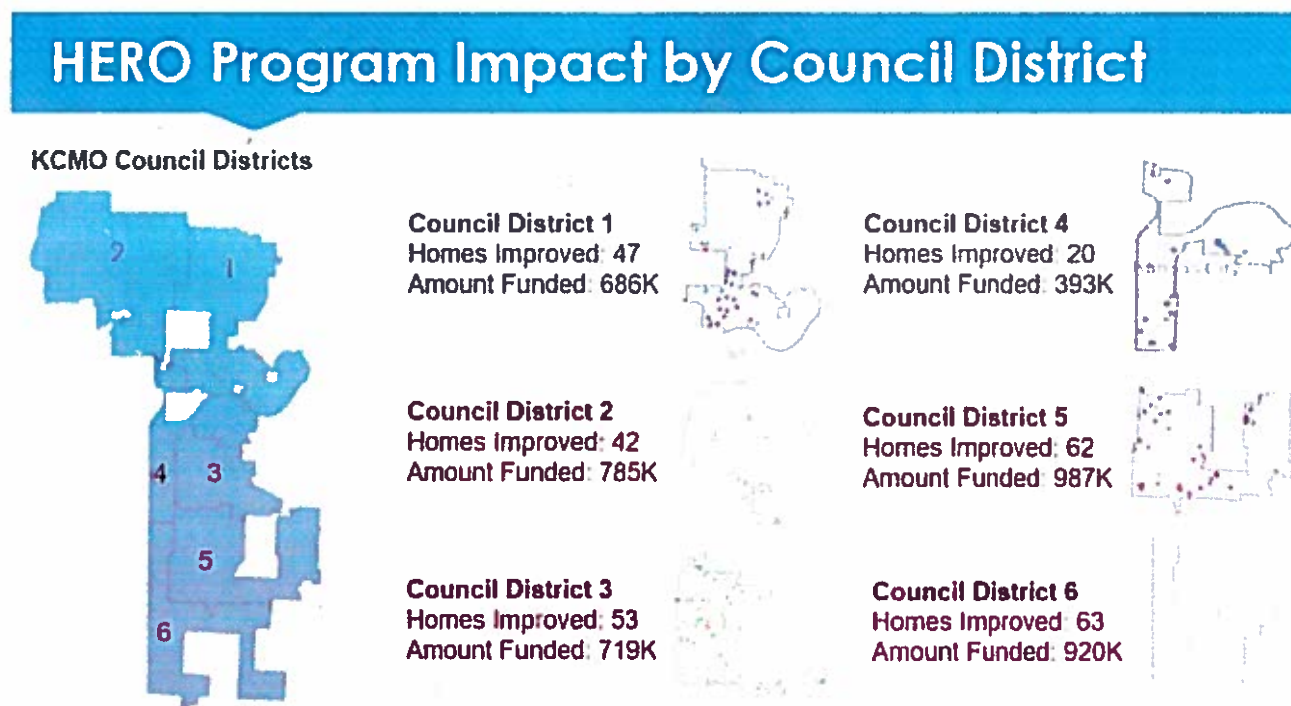 HERO Program Impact by Council District
KCMO Council Districts
2
1
4
3
5
6
Council District 1
Homes Improved: 47
Amount Funded: 686K
Council District 2
Homes Improved: 42
Amount Funded: 785K
Council District 3
Homes Improved: 53
Amount Funded: 719K
Council District 4
Homes Improved: 20
Amount Funded: 393K
Council District 5
Homes Improved: 62
Amount Funded: 987K
Council District 6
Homes Improved: 63
Amount Funded: 920K